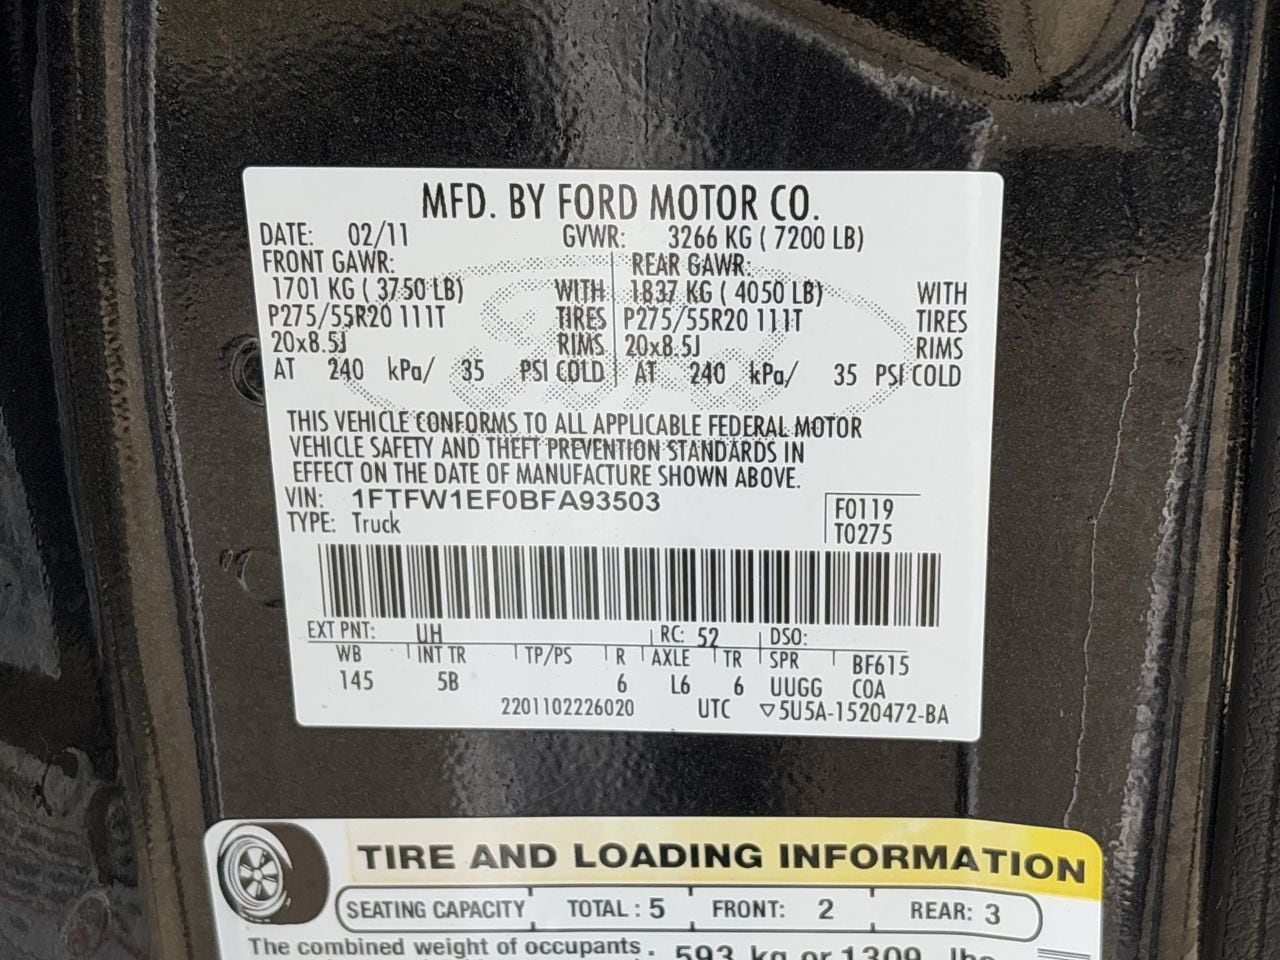 MFD. BY FORD MOTOR CO.
DATE: 02/11 GVWR: 3266 KG ( 7200 LB)
FRONT GAWR: REAR GAWR:
1701 KG ( 3750 LB) WITH 1837 KG ( 4050 LB) WITH
P275/55R20 111T TIRES P275/55R20 111T TIRES
20x8.5J RIMS 20x8.5J RIMS
AT 240 kPa/ 35 PSI COLD AT 240 kPa/ 35 PSI COLD
THIS VEHICLE CONFORMS TO ALL APPLICABLE FEDERAL MOTOR
VEHICLE SAFETY AND THEFT PREVENTION STANDARDS IN
EFFECT ON THE DATE OF MANUFACTURE SHOWN ABOVE.
VIN: 1FTFW1EF0BFA93503 F0119
TYPE: Truck T0275
EXT PNT: UH RC: 52 DSO:
WB INT TR TP/PS R AXLE TR SPR BF615
145 5B 6 L6 6 UUGG COA
2201102226020 UTC ▽5U5A-1520472-BA
TIRE AND LOADING INFORMATION
SEATING CAPACITY TOTAL : 5 FRONT: 2 REAR: 3
The combined weight of occupants 593 kg or 1309 lbs